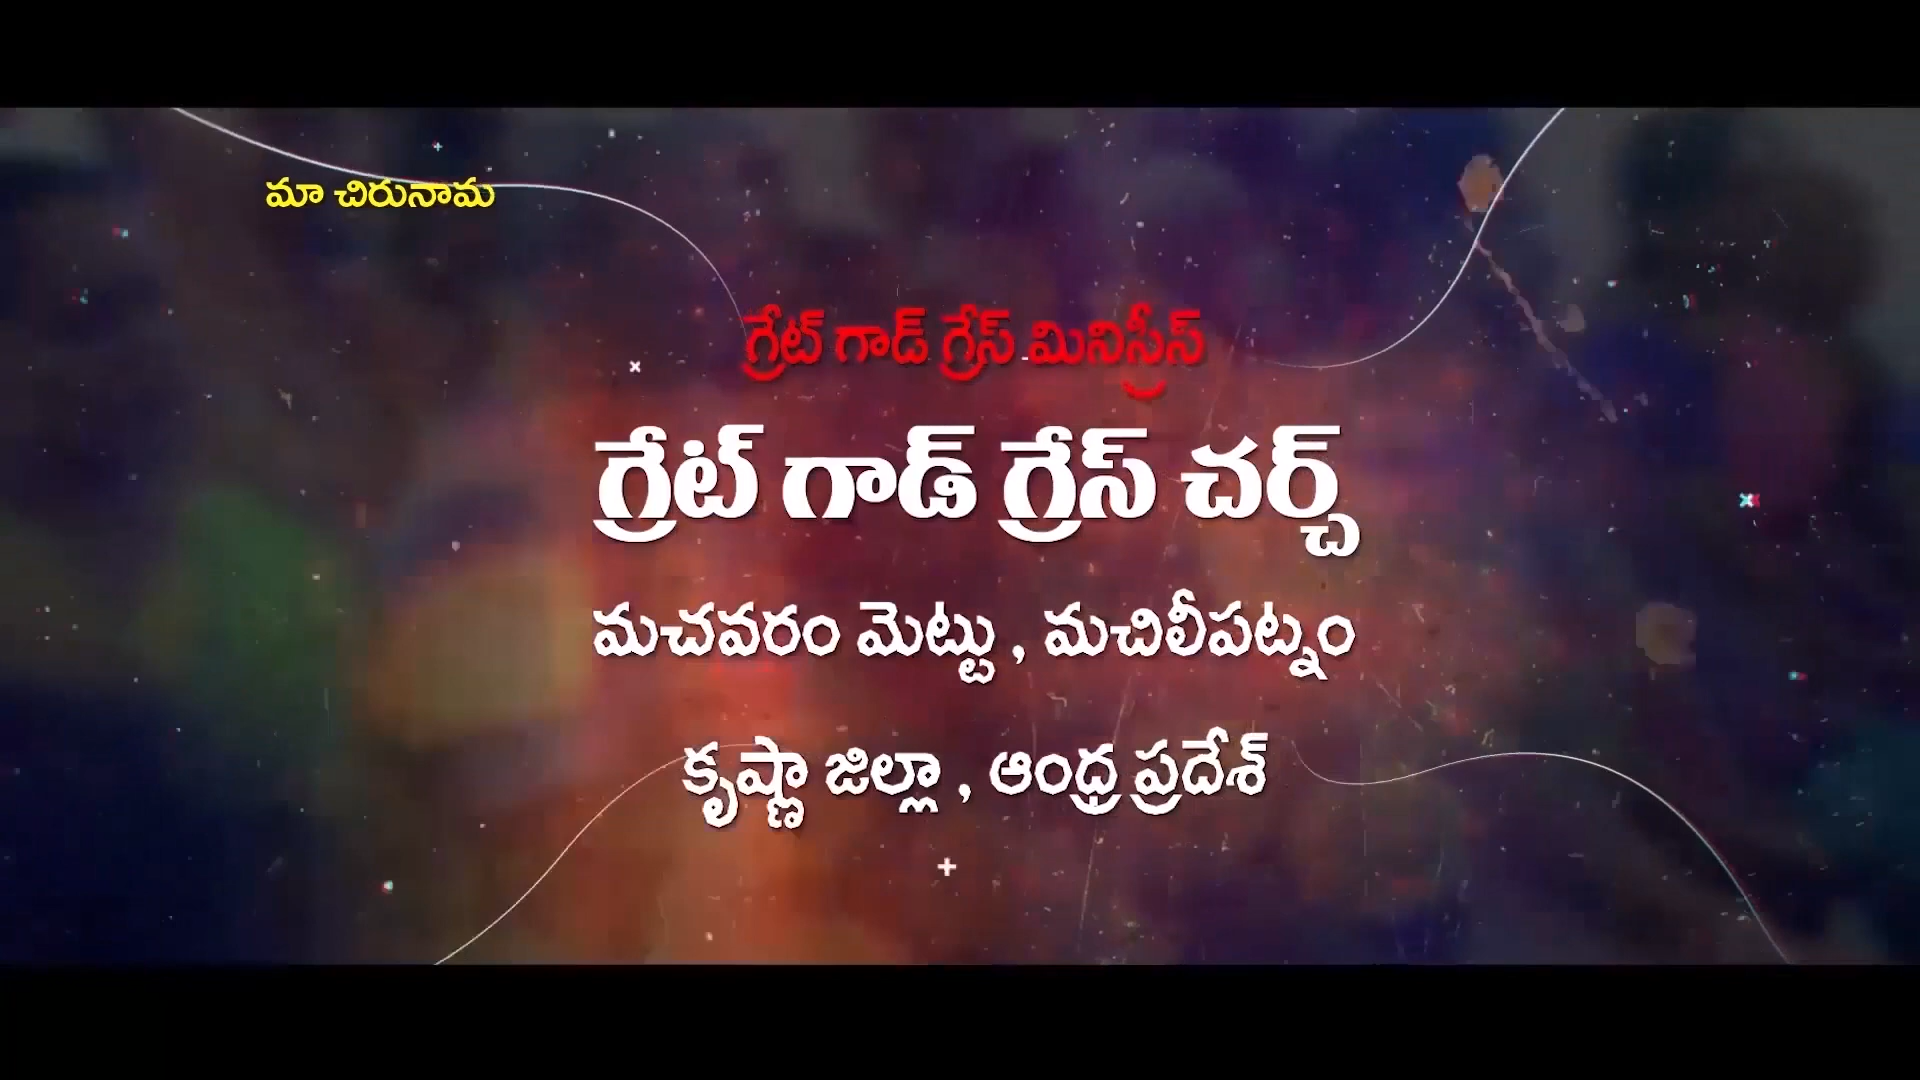 మా చిరునామ
గ్రేట్ గాడ్ గ్రేస్ మినిస్ట్రీస్
గ్రేట్ గాడ్ గ్రేస్ చర్చ్
మచవరం మెట్టు , మచిలీపట్నం
కృష్ణా జిల్లా , ఆంధ్ర ప్రదేశ్